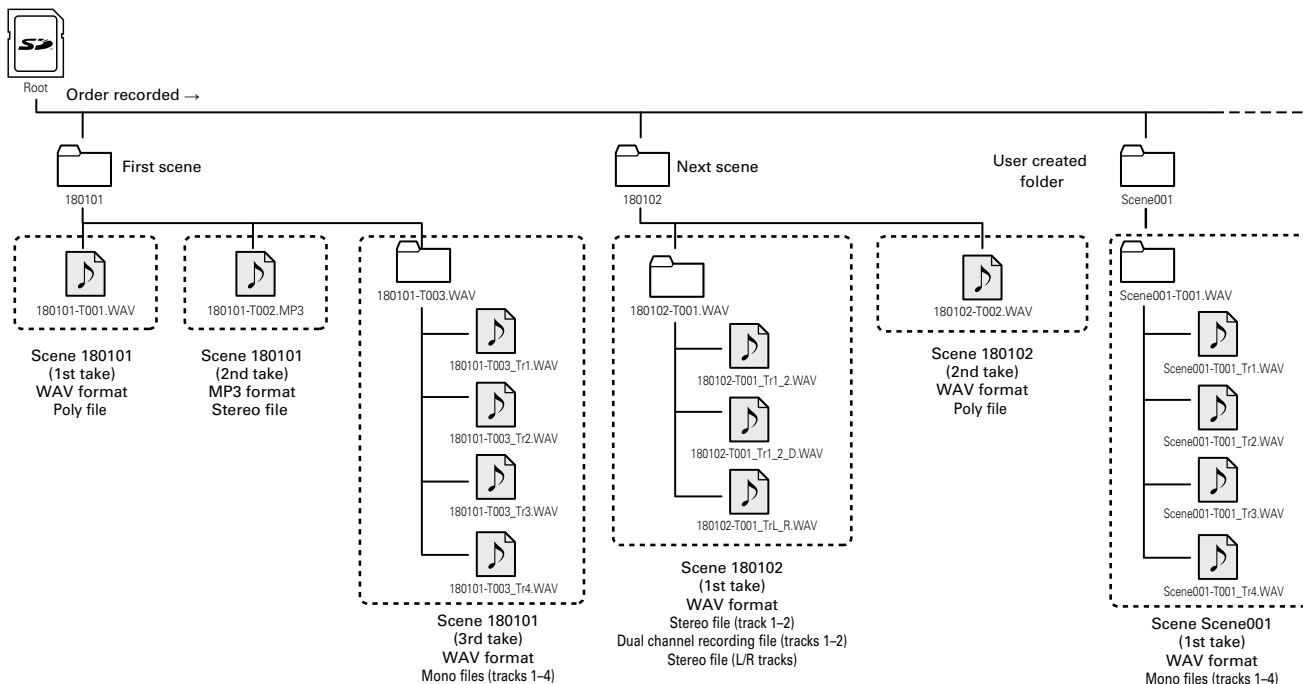 SD
Root
Order recorded →
First scene
180101
Next scene
180102
User created
folder
Scene001
180101-T001.WAV
Scene 180101
(1st take)
WAV format
Poly file
180101-T002.MP3
Scene 180101
(2nd take)
MP3 format
Stereo file
180101-T003.WAV
180101-T003_Tr1.WAV
180101-T003_Tr2.WAV
180101-T003_Tr3.WAV
180101-T003_Tr4.WAV
Scene 180101
(3rd take)
WAV format
Mono files (tracks 1–4)
180102-T001.WAV
180102-T001_Tr1_2.WAV
180102-T001_Tr1_2_D.WAV
180102-T001_TrL_R.WAV
Scene 180102
(1st take)
WAV format
Stereo file (track 1–2)
Dual channel recording file (tracks 1–2)
Stereo file (L/R tracks)
180102-T002.WAV
Scene 180102
(2nd take)
WAV format
Poly file
Scene001-T001.WAV
Scene001-T001_Tr1.WAV
Scene001-T001_Tr2.WAV
Scene001-T001_Tr3.WAV
Scene001-T001_Tr4.WAV
Scene Scene001
(1st take)
WAV format
Mono files (tracks 1–4)